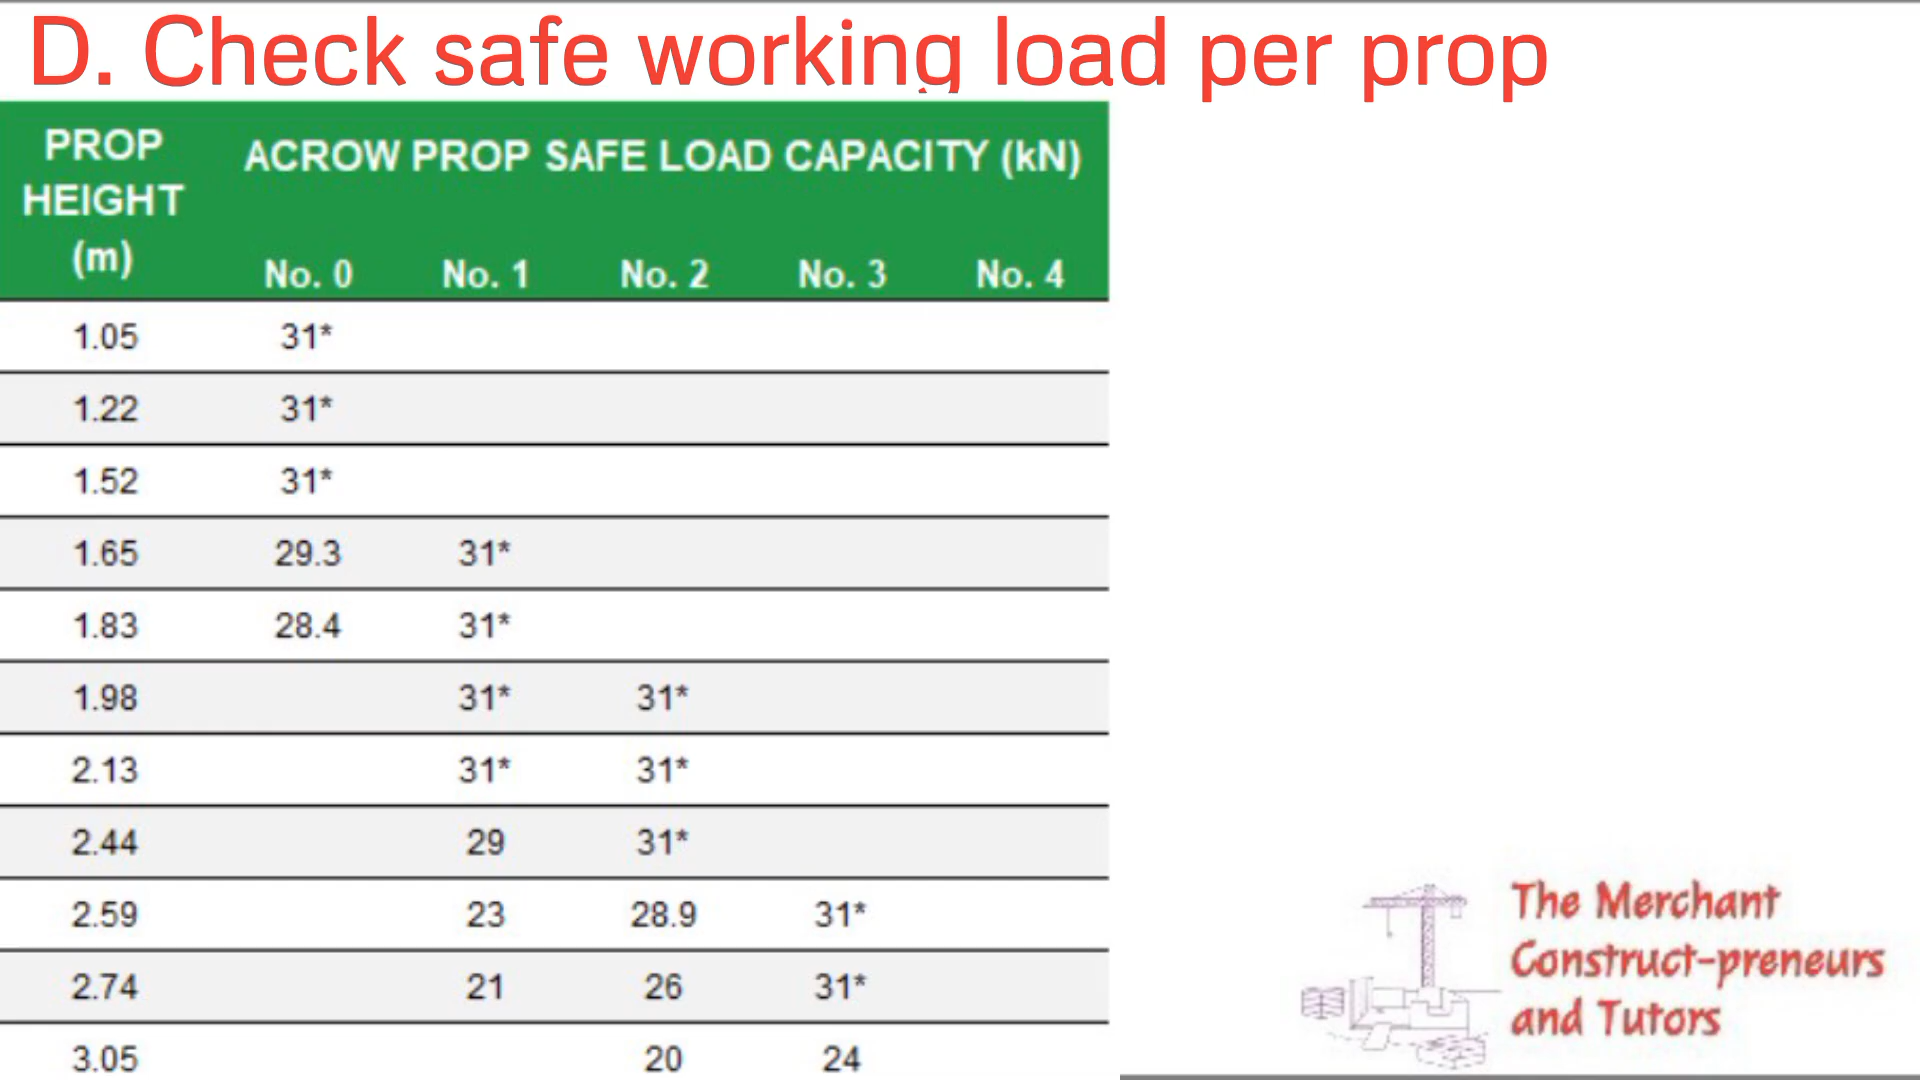 D. Check safe working load per prop
PROP HEIGHT (m) ACROW PROP SAFE LOAD CAPACITY (kN)
No. 0 No. 1 No. 2 No. 3 No. 4
1.05 31*
1.22 31*
1.52 31*
1.65 29.3 31*
1.83 28.4 31*
1.98 31* 31*
2.13 31* 31*
2.44 29 31*
2.59 23 28.9 31*
2.74 21 26 31*
3.05 20 24
The Merchant
Construct-preneurs
and Tutors